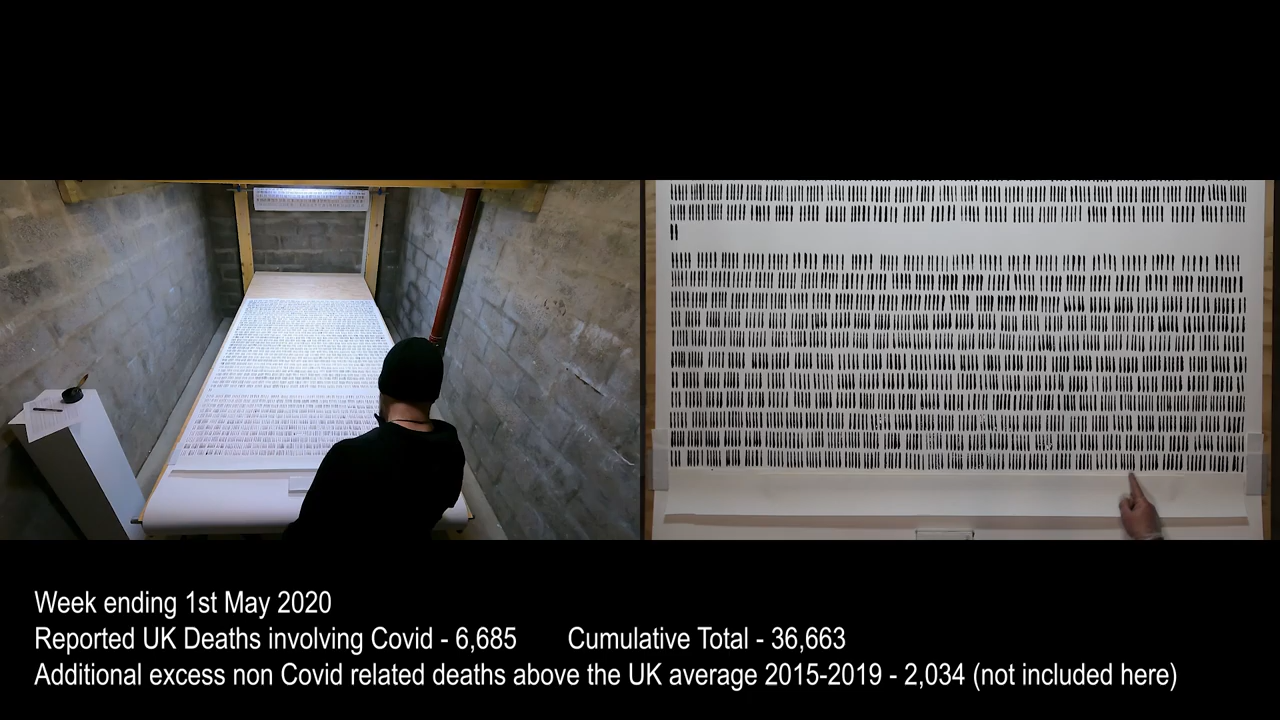 Week ending 1st May 2020
Reported UK Deaths involving Covid - 6,685 Cumulative Total - 36,663
Additional excess non Covid related deaths above the UK average 2015-2019 - 2,034 (not included here)